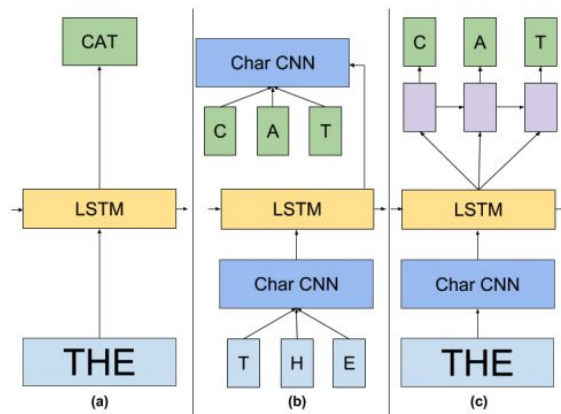 CAT
LSTM
THE
(a)
Char CNN
C A T
LSTM
Char CNN
T H E
(b)
C A T
LSTM
Char CNN
THE
(c)